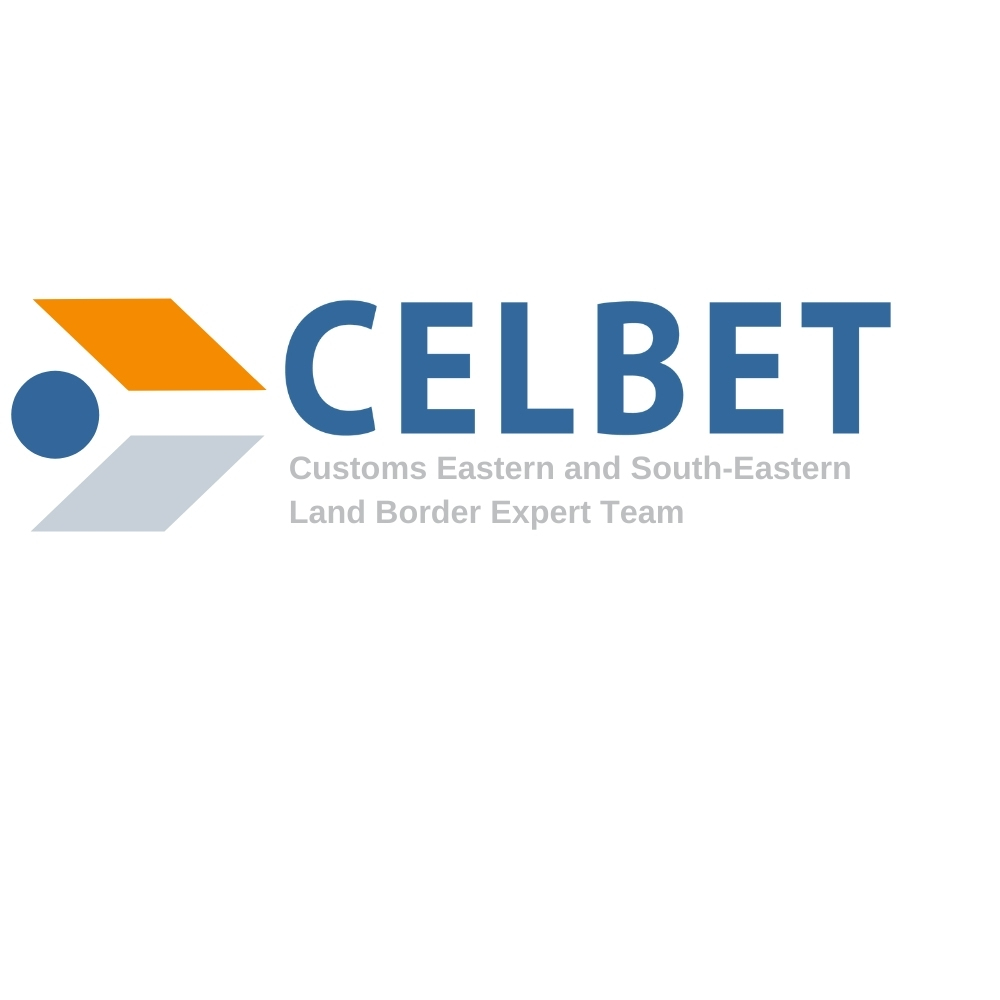 CELBET
Customs Eastern and South-Eastern
Land Border Expert Team